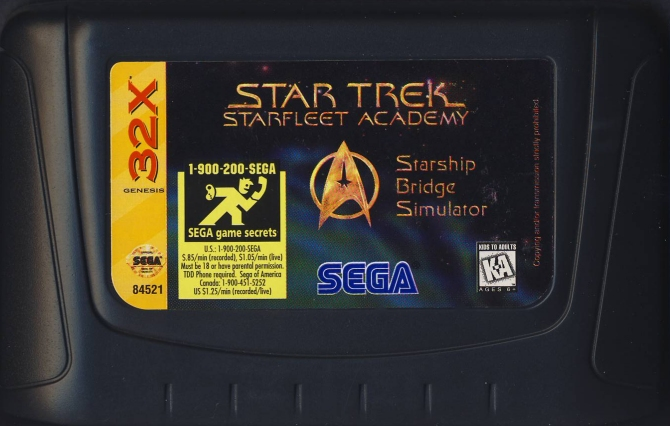 GENESIS
32X
SEGA
84521
STAR TREK
STARFLEET ACADEMY
Starship
Bridge
Simulator
1-900-200-SEGA
SEGA game secrets
U.S.: 1-900-200-SEGA
$.85/min (recorded), $1.05/min (live)
Must be 18 or have parental permission.
TDD Phone required. Sega of America
Canada: 1-900-451-5252
US $1.25/min (recorded/live)
SEGA
KIDS TO ADULTS
K-A
AGES 6+
Copying and/or transmission strictly prohibited.